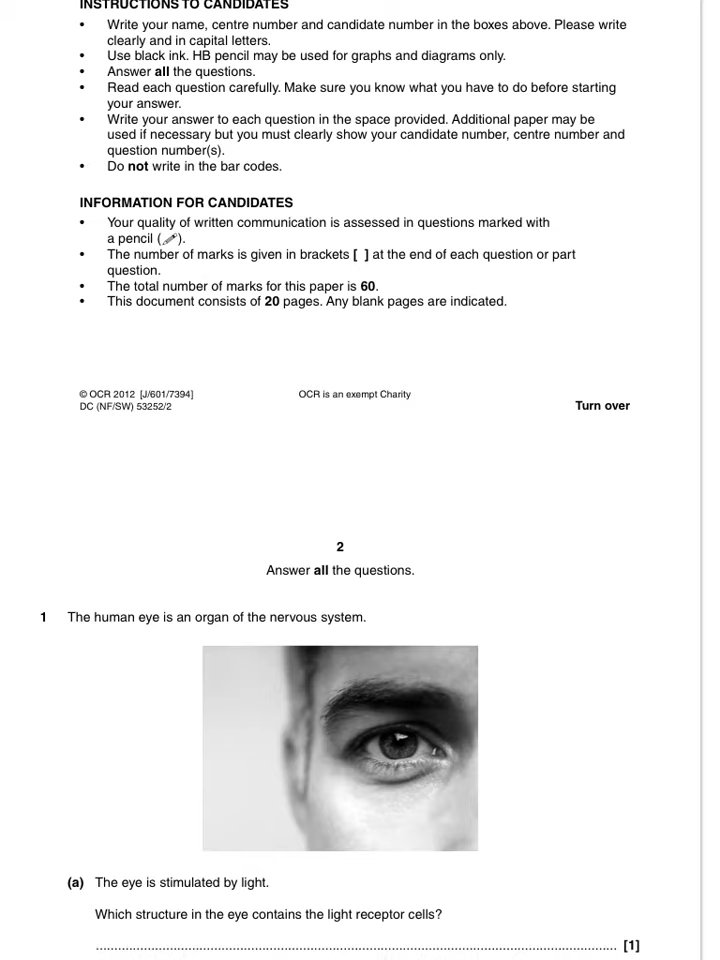 INSTRUCTIONS TO CANDIDATES
• Write your name, centre number and candidate number in the boxes above. Please write
clearly and in capital letters.
• Use black ink. HB pencil may be used for graphs and diagrams only.
• Answer all the questions.
• Read each question carefully. Make sure you know what you have to do before starting
your answer.
• Write your answer to each question in the space provided. Additional paper may be
used if necessary but you must clearly show your candidate number, centre number and
question number(s).
• Do not write in the bar codes.
INFORMATION FOR CANDIDATES
• Your quality of written communication is assessed in questions marked with
a pencil ( ).
• The number of marks is given in brackets [ ] at the end of each question or part
question.
• The total number of marks for this paper is 60.
• This document consists of 20 pages. Any blank pages are indicated.
© OCR 2012 [J/601/7394] OCR is an exempt Charity
DC (NF/SW) 53252/2 Turn over
2
Answer all the questions.
1 The human eye is an organ of the nervous system.
(a) The eye is stimulated by light.
Which structure in the eye contains the light receptor cells?
[1]